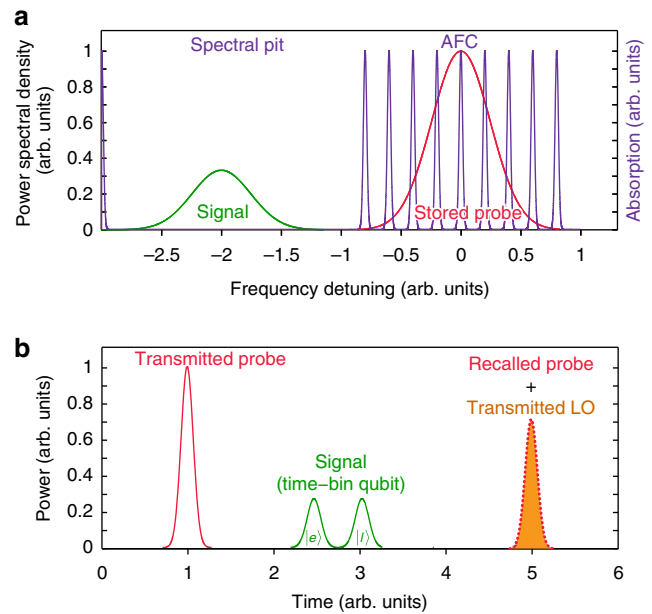 a
Spectral pit
AFC
Power spectral density
(arb. units)
Absorption (arb. units)
1
0.8
0.6
0.4
0.2
0
Signal
Stored probe
−2.5 −2 −1.5 −1 −0.5 0 0.5 1
Frequency detuning (arb. units)
b
Transmitted probe
Recalled probe
+
Transmitted LO
Power (arb. units)
1
0.8
0.6
0.4
0.2
0
Signal
(time−bin qubit)
|e⟩ |l⟩
0 1 2 3 4 5 6
Time (arb. units)